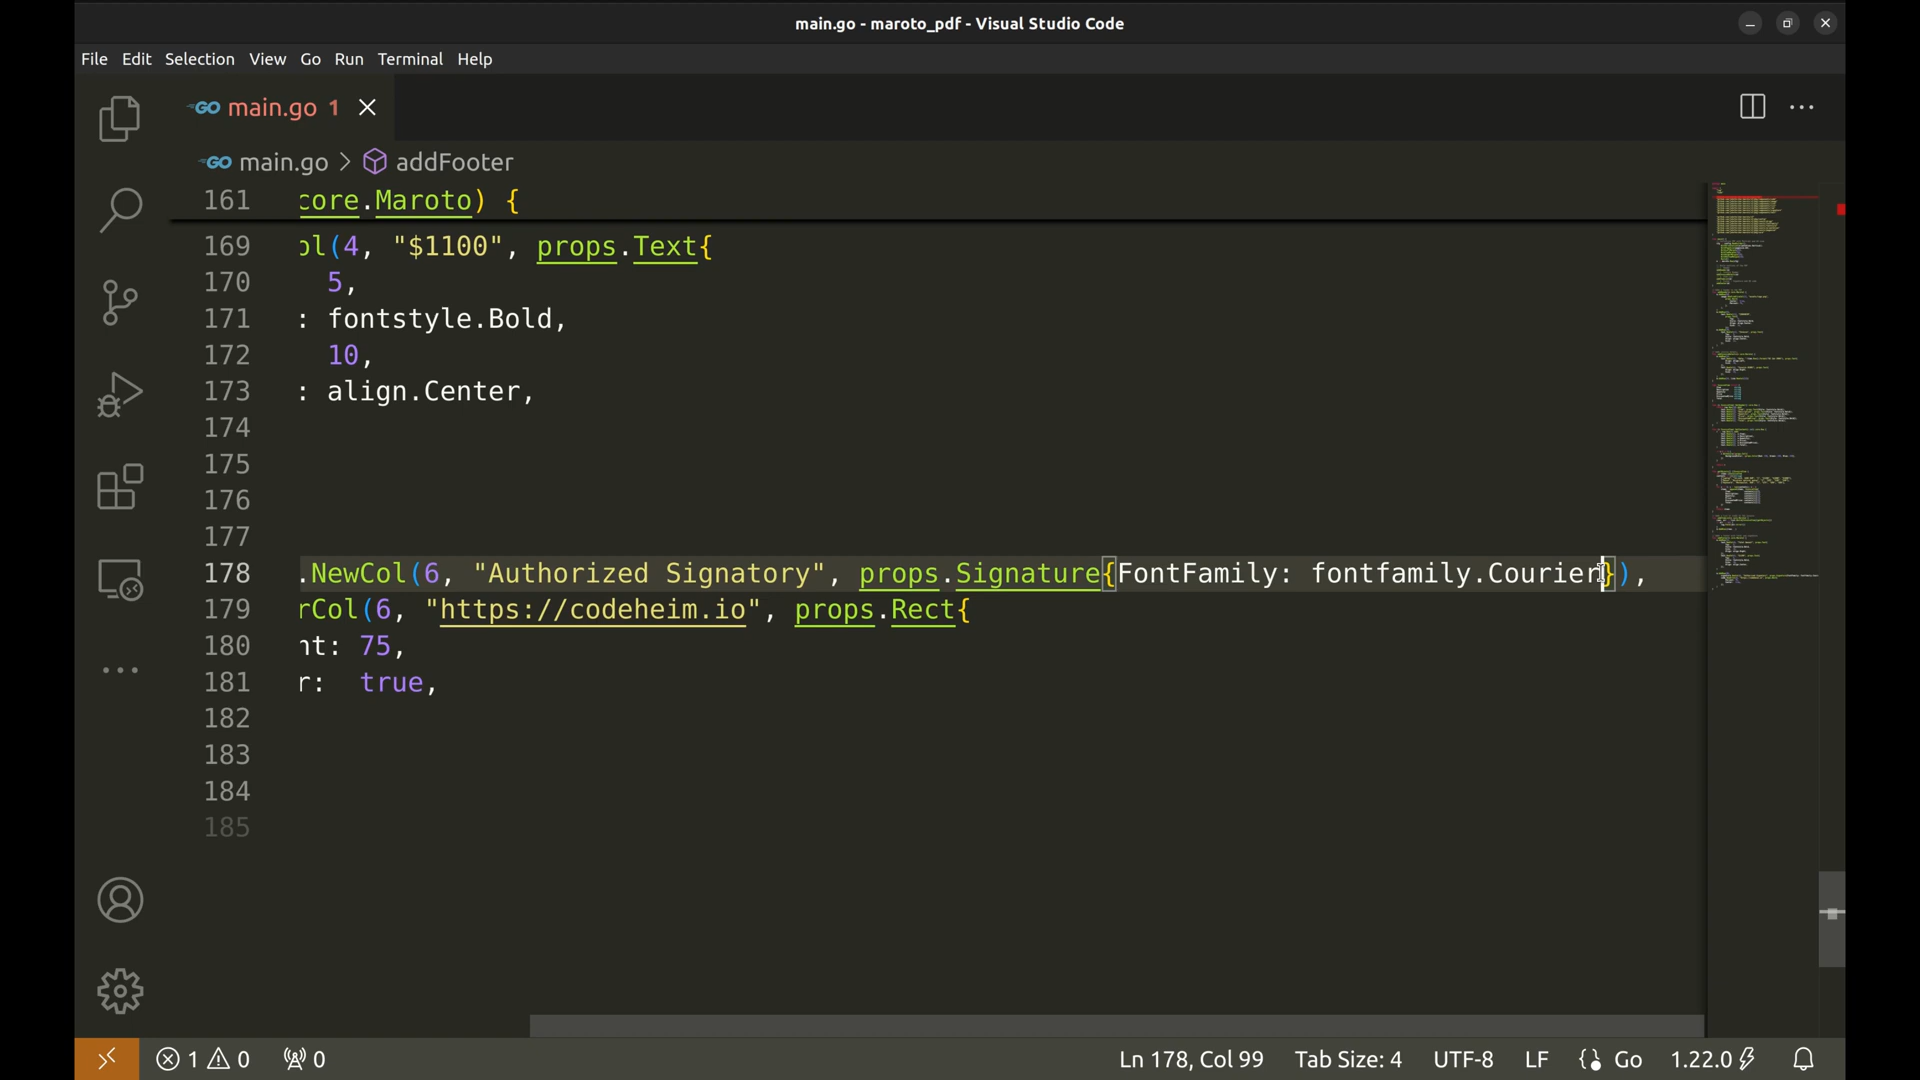 main.go - maroto_pdf - Visual Studio Code
File Edit Selection View Go Run Terminal Help
GO main.go 1
GO main.go > addFooter
161 core.Maroto) {
169 ol(4, "$1100", props.Text{
170 5,
171 : fontstyle.Bold,
172 10,
173 : align.Center,
174
175
176
177
178 .NewCol(6, "Authorized Signatory", props.Signature{FontFamily: fontfamily.Courier}),
179 rCol(6, "https://codeheim.io", props.Rect{
180 nt: 75,
181 r: true,
182
183
184
185
1 0 0 Ln 178, Col 99 Tab Size: 4 UTF-8 LF Go 1.22.0